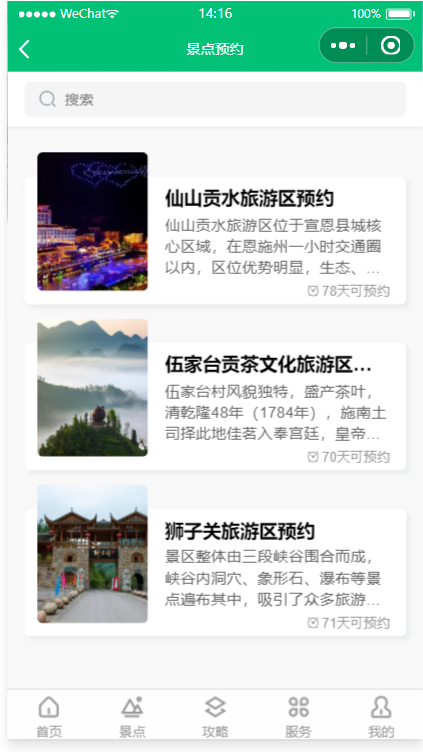 WeChat 14:16 100%
景点预约
搜索
仙山贡水旅游区预约
仙山贡水旅游区位于宣恩县城核
心区域，在恩施州一小时交通圈
以内，区位优势明显，生态、...
78天可预约
伍家台贡茶文化旅游区...
伍家台村风貌独特，盛产茶叶，
清乾隆48年（1784年），施南土
司择此地佳茗入奉宫廷，皇帝...
70天可预约
狮子关旅游区预约
景区整体由三段峡谷围合而成，
峡谷内洞穴、象形石、瀑布等景
点遍布其中，吸引了众多旅游...
71天可预约
首页 景点 攻略 服务 我的